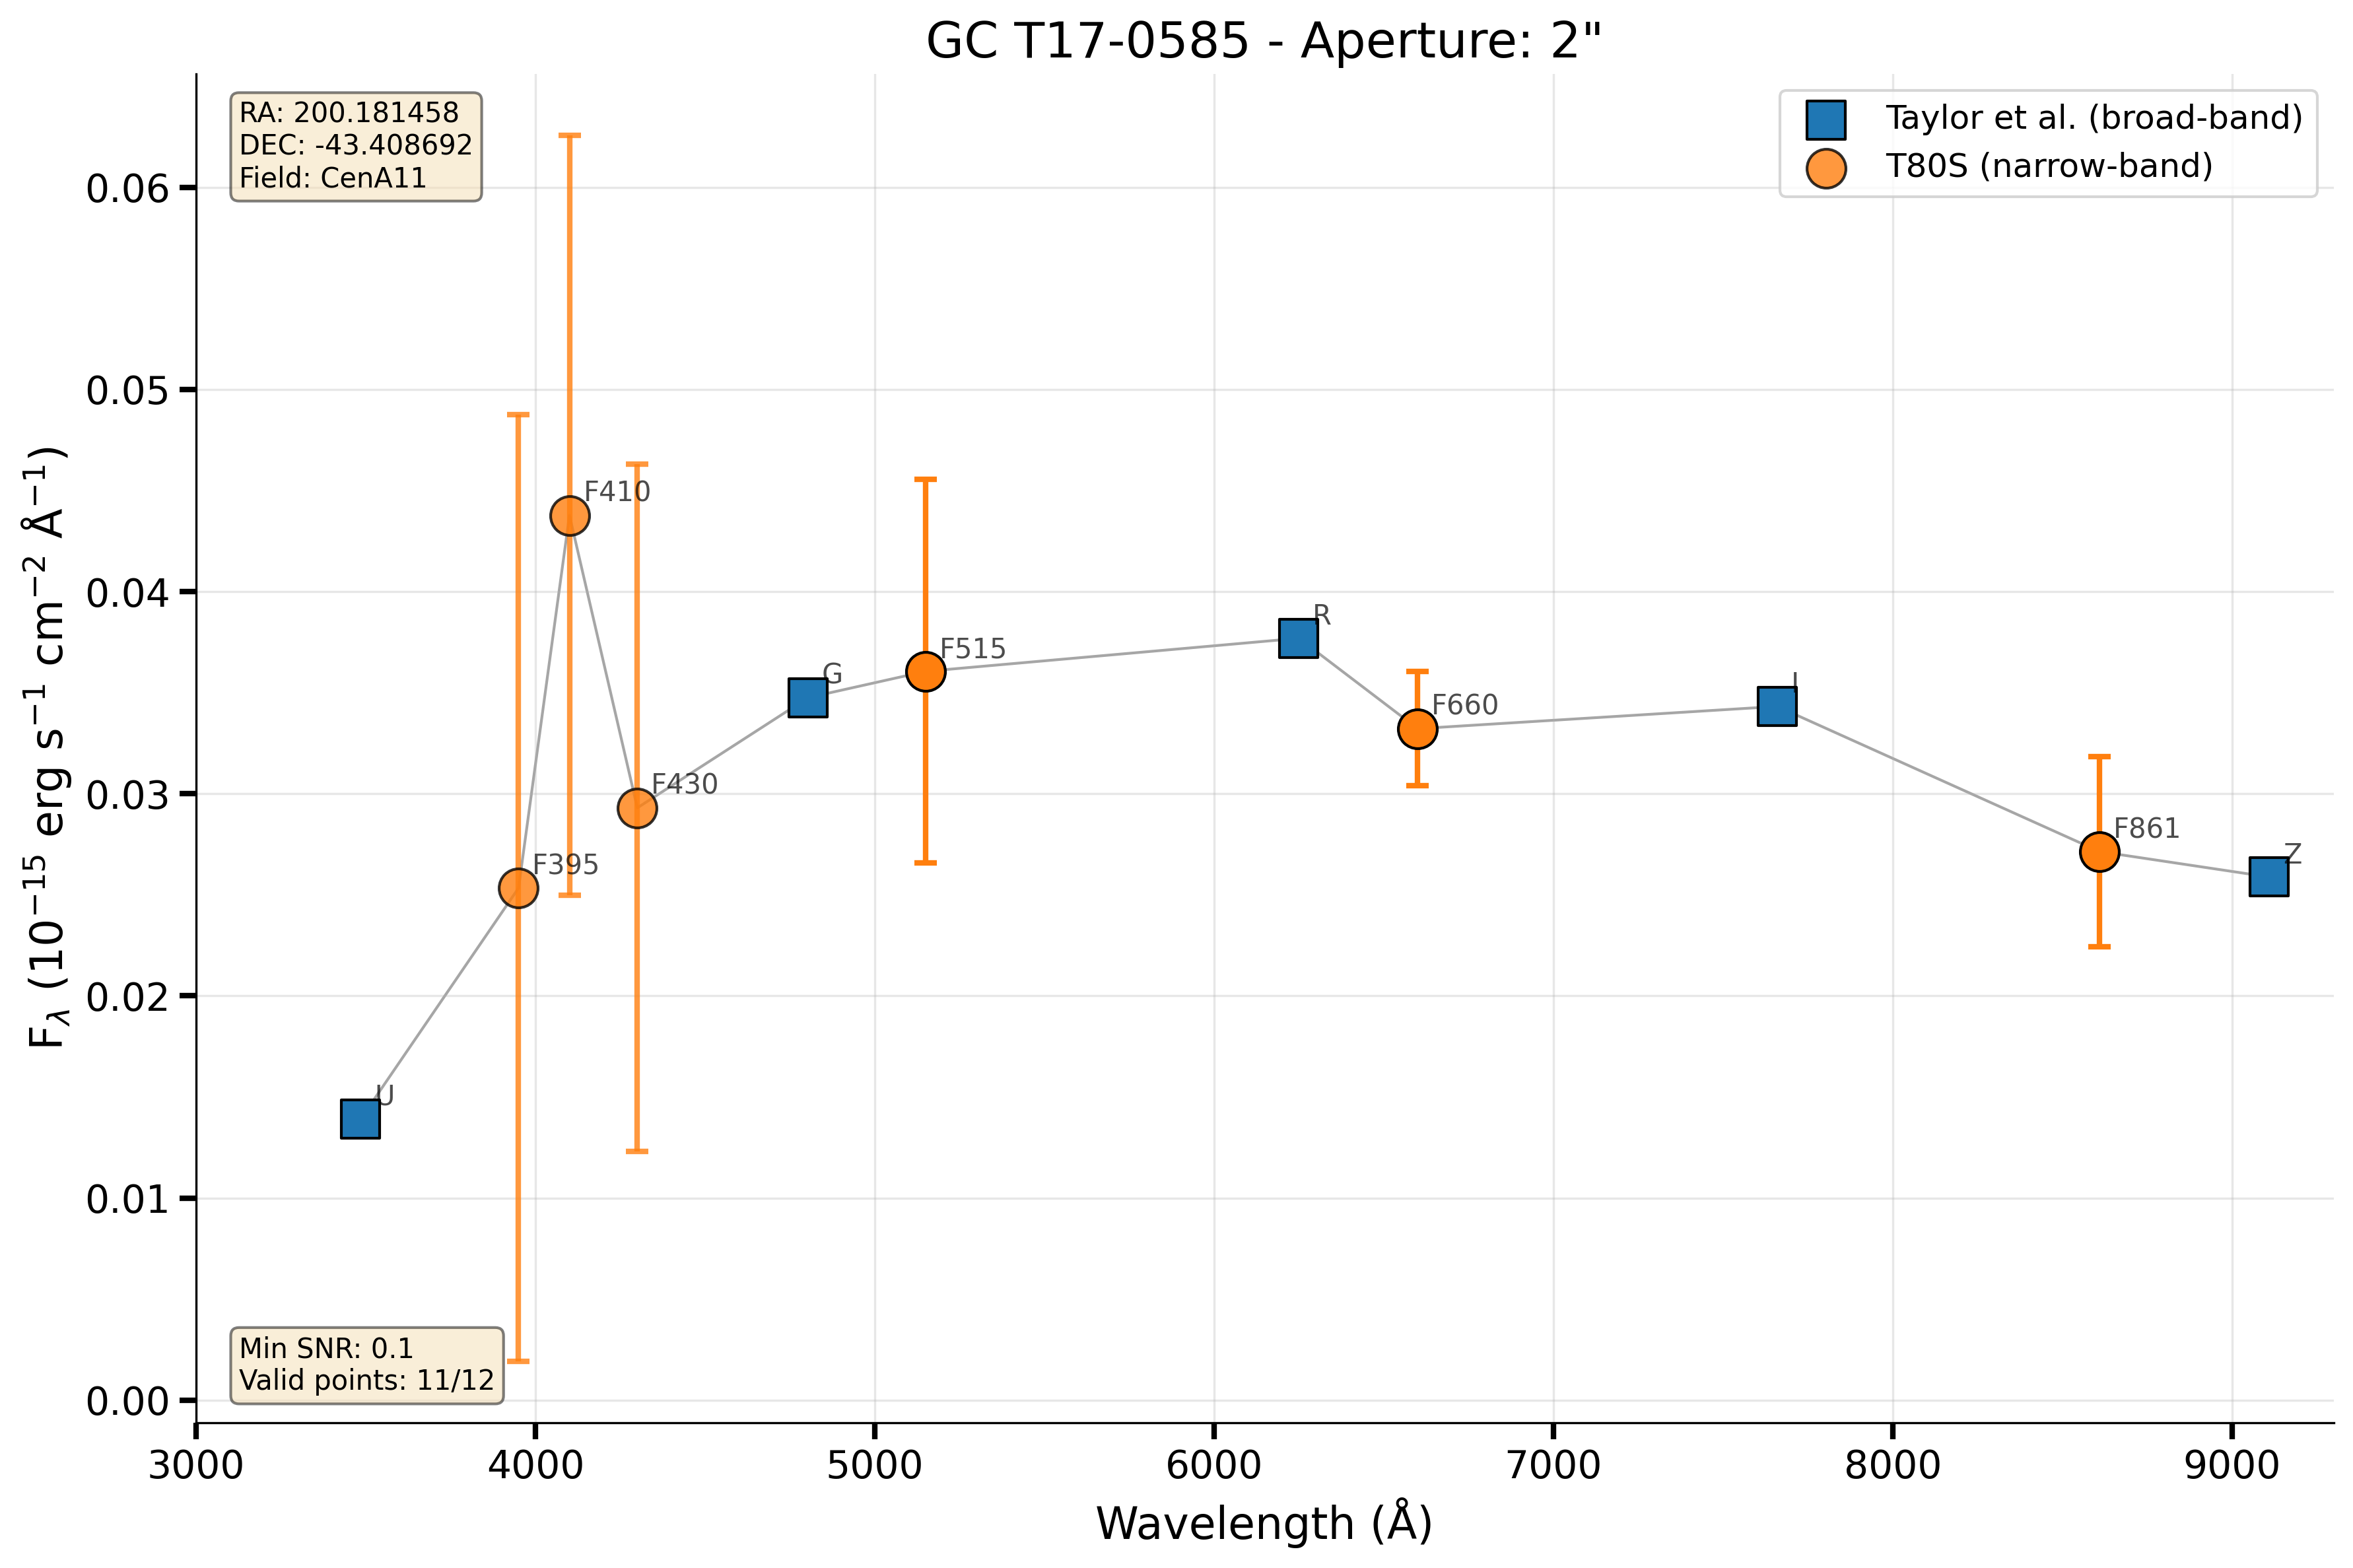 GC T17-0585 - Aperture: 2"
RA: 200.181458
DEC: -43.408692
Field: CenA11
Taylor et al. (broad-band)
T80S (narrow-band)
0.06
0.05
0.04
0.03
0.02
0.01
0.00
F_λ (10⁻¹⁵ erg s⁻¹ cm⁻² Å⁻¹)
F410
R
F515
G
F660
I
F430
F861
Z
F395
U
Min SNR: 0.1
Valid points: 11/12
3000 4000 5000 6000 7000 8000 9000
Wavelength (Å)